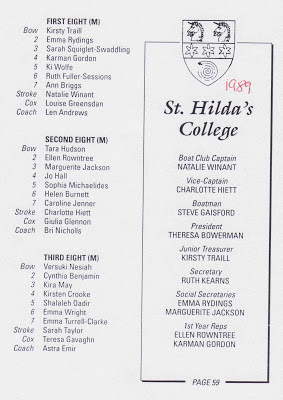 FIRST EIGHT (M)
Bow Kirsty Traill
2 Emma Rydings
3 Sarah Squiglet-Swaddling
4 Karman Gordon
5 Ki Wolfe
6 Ruth Fuller-Sessions
7 Ann Briggs
Stroke Natalie Winant
Cox Louise Greensdan
Coach Len Andrews
SECOND EIGHT (M)
Bow Tara Hudson
2 Ellen Rowntree
3 Marguerite Jackson
4 Jo Hall
5 Sophia Michaelides
6 Helen Burnett
7 Caroline Jenner
Stroke Charlotte Hiett
Cox Giulia Glennon
Coach Bri Nicholls
THIRD EIGHT (M)
Bow Versuki Nesiah
2 Cynthia Benjamin
3 Kira May
4 Kirsten Crooke
5 Shalaleh Oadir
6 Emma Wright
7 Emma Turrell-Clarke
Stroke Sarah Taylor
Cox Teresa Gavaghn
Coach Astra Emir
1989
St. Hilda's
College
Boat Club Captain
NATALIE WINANT
Vice-Captain
CHARLOTTE HIETT
Boatman
STEVE GAISFORD
President
THERESA BOWERMAN
Junior Treasurer
KIRSTY TRAILL
Secretary
RUTH KEARNS
Social Secretaries
EMMA RYDINGS
MARGUERITE JACKSON
1st Year Reps
ELLEN ROWNTREE
KARMAN GORDON
PAGE 59